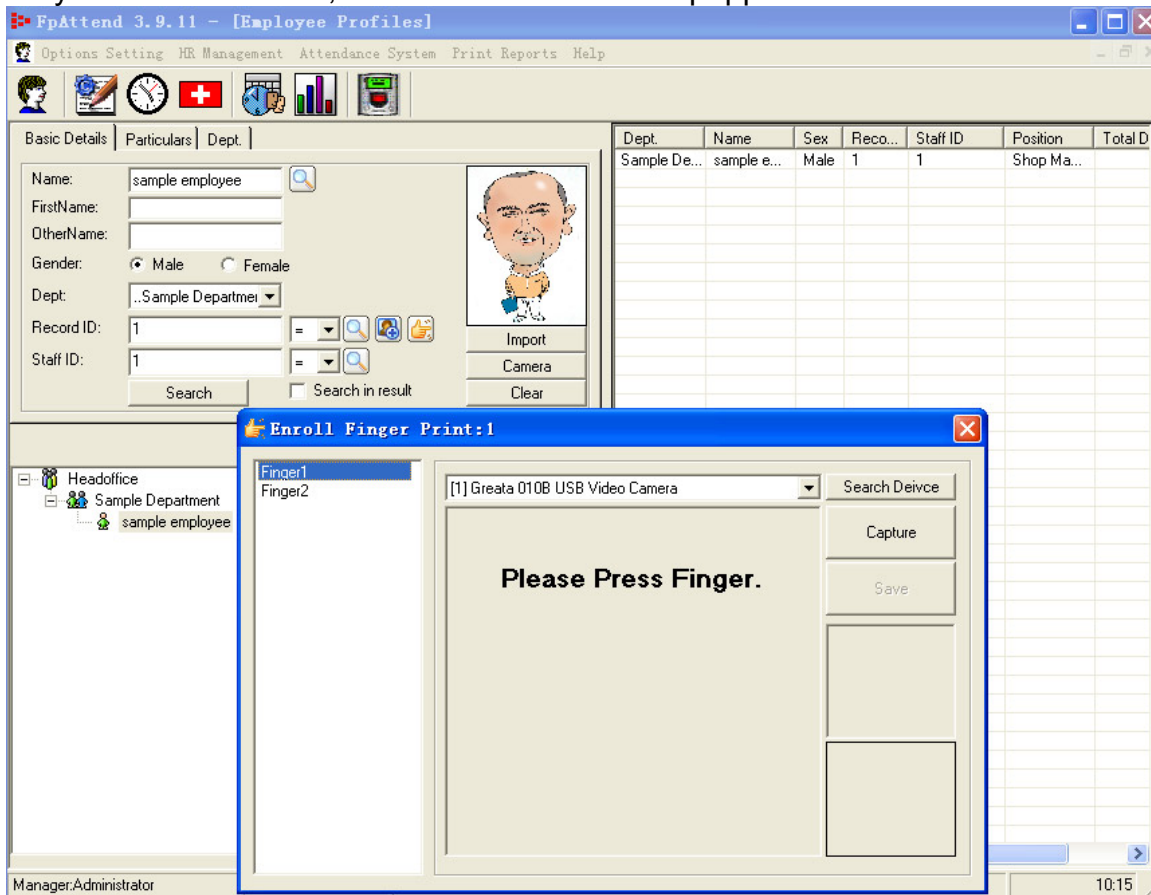 FpAttend 3.9.11 - [Employee Profiles]
Options Setting HR Management Attendance System Print Reports Help
Basic Details Particulars Dept.
Name: sample employee
FirstName:
OtherName:
Gender: Male Female
Dept: ..Sample Departmei
Record ID: 1 =
Staff ID: 1 =
Search Search in result
Import
Camera
Clear
Dept. Name Sex Reco... Staff ID Position Total D
Sample De... sample e... Male 1 1 Shop Ma...
Headoffice
Sample Department
sample employee
Enroll Finger Print:1
Finger1
Finger2
[1] Greata 010B USB Video Camera Search Deivce
Capture
Please Press Finger.
Save
Manager:Administrator 10:15